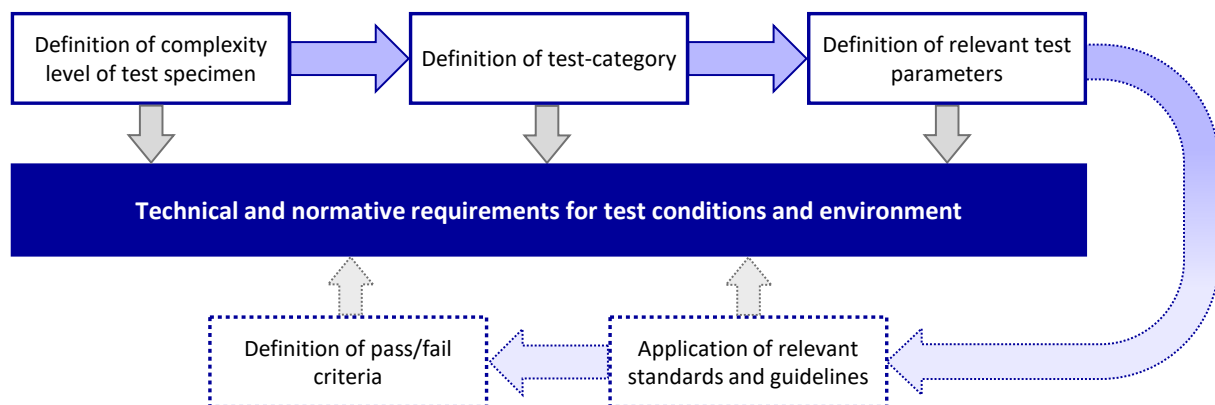 Definition of complexity
level of test specimen
Definition of test-category
Definition of relevant test
parameters
Technical and normative requirements for test conditions and environment
Definition of pass/fail
criteria
Application of relevant
standards and guidelines